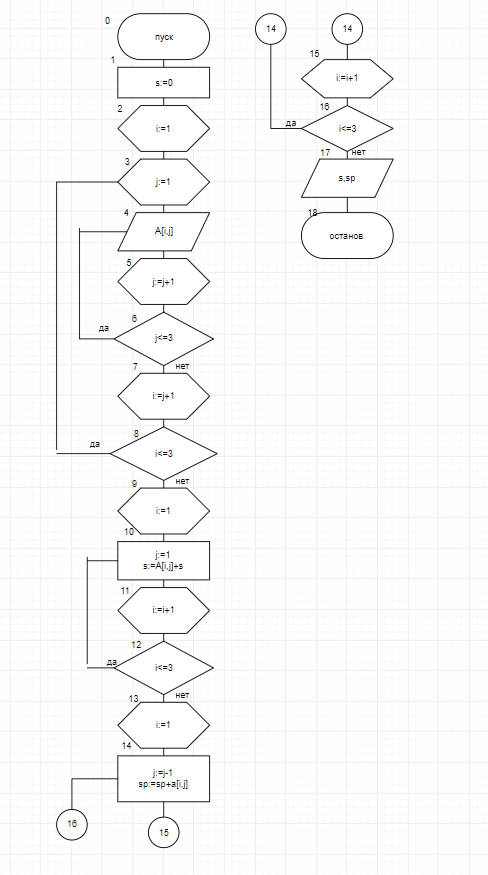 0
пуск
1
s:=0
2
i:=1
3
j:=1
4
A[i,j]
5
j:=j+1
6
j<=3
да
нет
7
i:=j+1
8
i<=3
да
нет
9
i:=1
10
j:=1
s:=A[i,j]+s
11
i:=i+1
12
i<=3
да
нет
13
i:=1
14
j:=j-1
sp:=sp+a[i,j]
16
15
14
14
15
i:=i+1
16
i<=3
да
нет
17
s,sp
18
останов